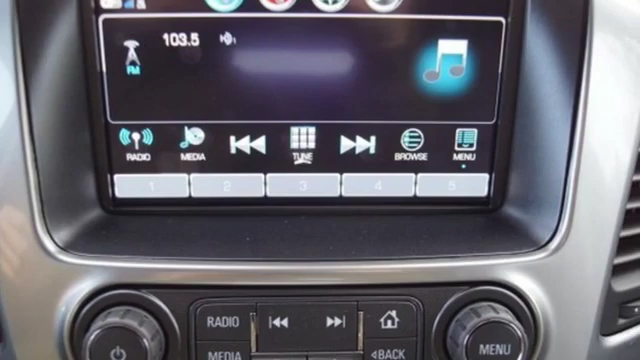 103.5
FM
RADIO MEDIA TUNE BROWSE MENU
1 2 3 4 5
RADIO
MENU
MEDIA
BACK